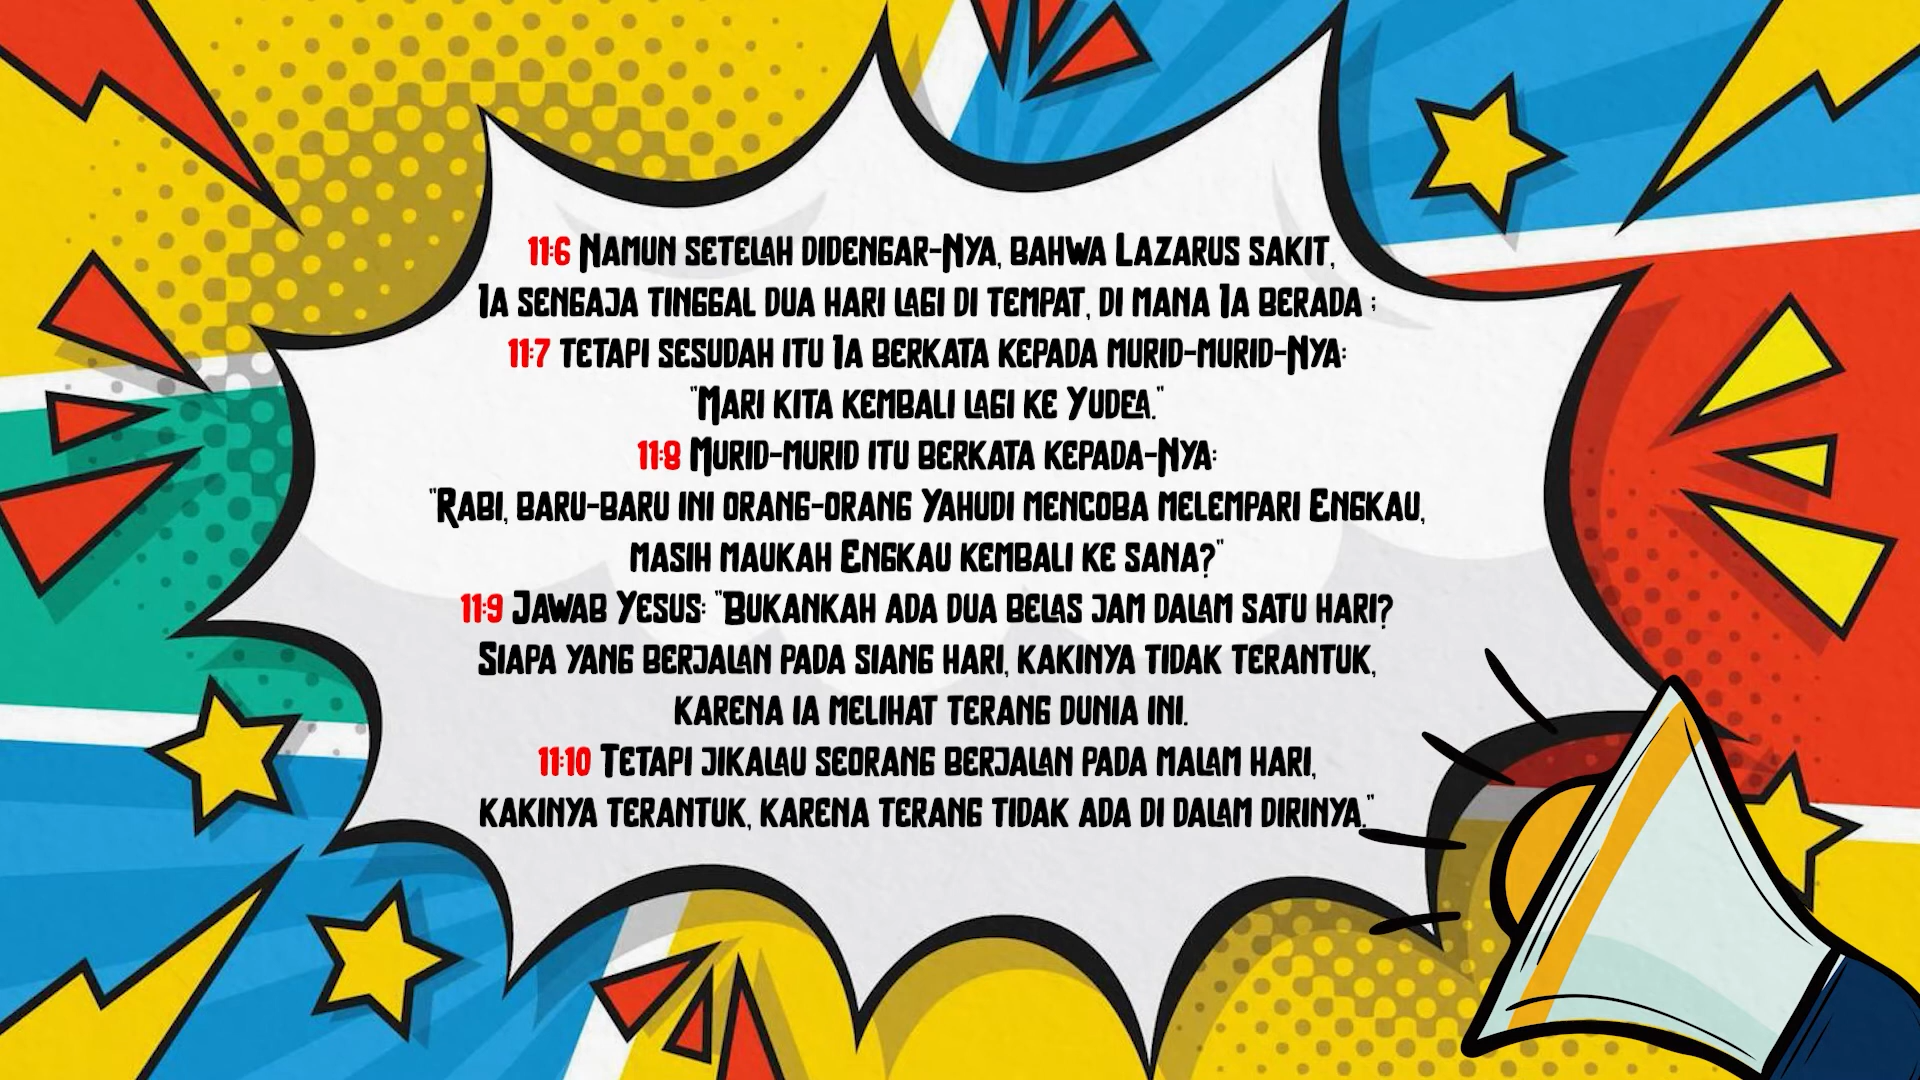 11:6 Namun setelah didengar-Nya, bahwa Lazarus sakit,
Ia sengaja tinggal dua hari lagi di tempat, di mana Ia berada ;
11:7 tetapi sesudah itu Ia berkata kepada murid-murid-Nya:
"Mari kita kembali lagi ke Yudea."
11:8 Murid-murid itu berkata kepada-Nya:
"Rabi, baru-baru ini orang-orang Yahudi mencoba melempari Engkau,
masih maukah Engkau kembali ke sana?"
11:9 Jawab Yesus: "Bukankah ada dua belas jam dalam satu hari?
Siapa yang berjalan pada siang hari, kakinya tidak terantuk,
karena ia melihat terang dunia ini.
11:10 Tetapi jikalau seorang berjalan pada malam hari,
kakinya terantuk, karena terang tidak ada di dalam dirinya."